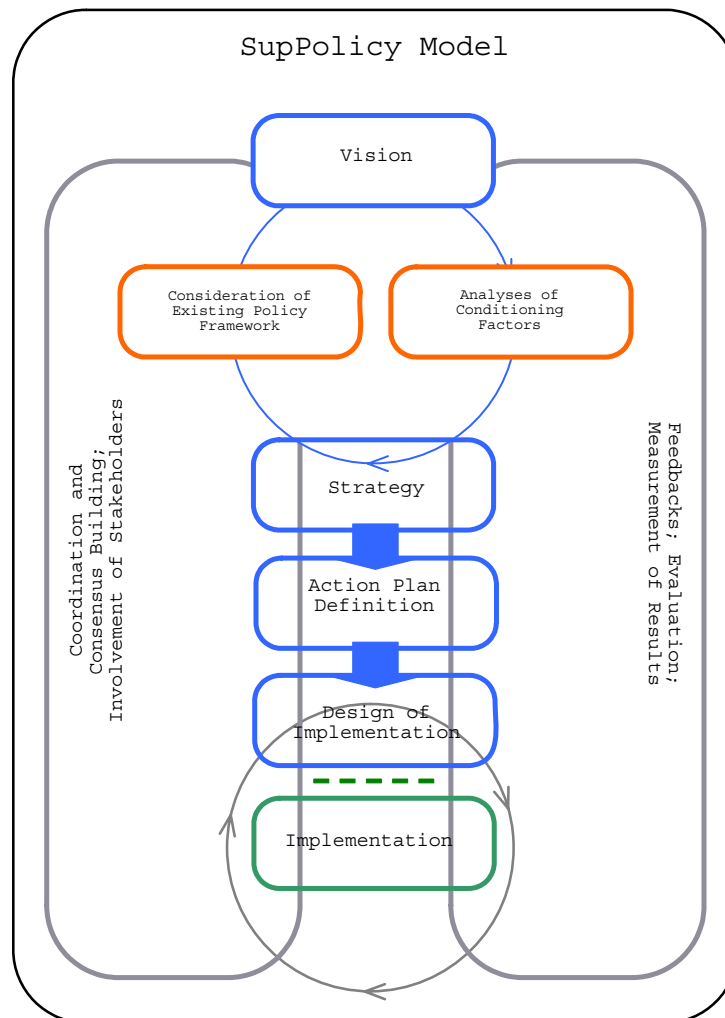 SupPolicy Model
Vision
Consideration of
Existing Policy
Framework
Analyses of
Conditioning
Factors
Coordination and
Consensus Building;
Involvement of Stakeholders
Feedbacks; Evaluation;
Measurement of Results
Strategy
Action Plan
Definition
Design of
Implementation
Implementation